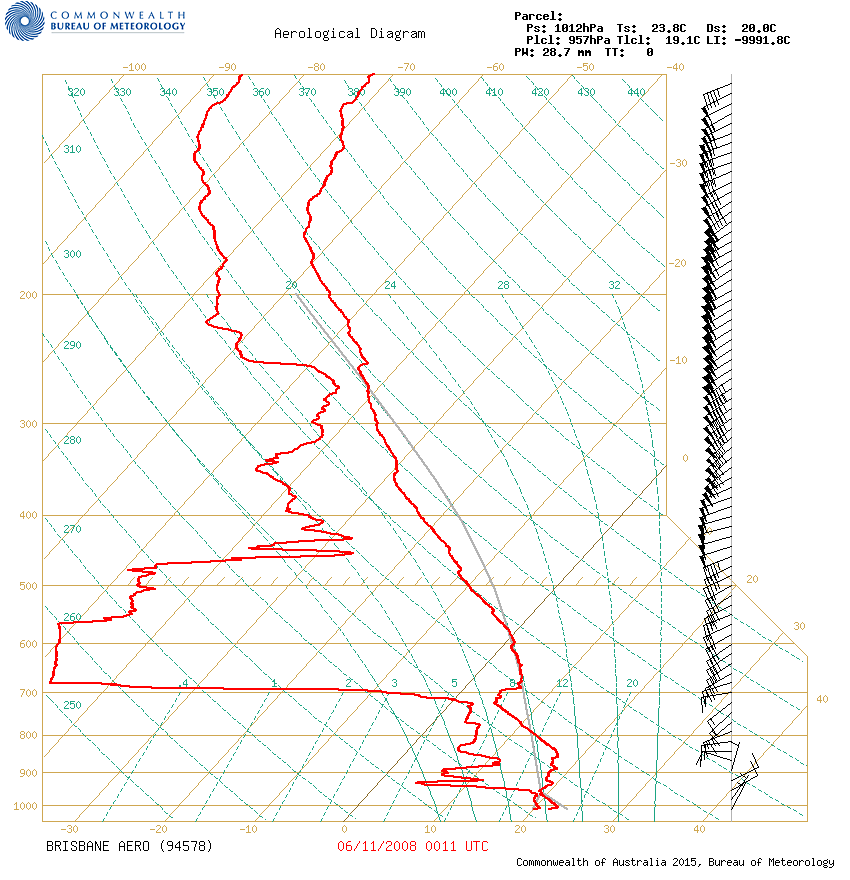 COMMONWEALTH
BUREAU OF METEOROLOGY
Aerological Diagram
Parcel:
Ps: 1012hPa Ts: 23.8C Ds: 20.0C
Plcl: 957hPa Tlcl: 19.1C LI: -9991.8C
PW: 28.7 mm TT: 0
-100 -90 -80 -70 -60 -50 -40
320 330 340 350 360 370 380 390 400 410 420 430 440
310
-30
300
-20
20 24 28 32
200
290
-10
300
280
0
400
270
20
500
260
30
600
.4 1 2 3 5 8 12 20
700
40
250
800
900
1000
-30 -20 -10 0 10 20 30 40
BRISBANE AERO (94578)
06/11/2008 0011 UTC
Commonwealth of Australia 2015, Bureau of Meteorology